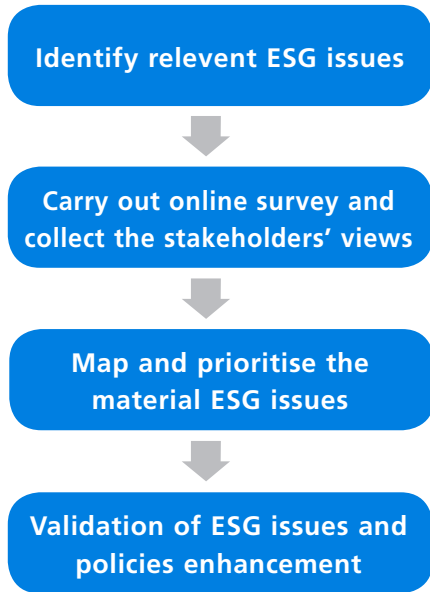 Identify relevent ESG issues
Carry out online survey and
collect the stakeholders’ views
Map and prioritise the
material ESG issues
Validation of ESG issues and
policies enhancement